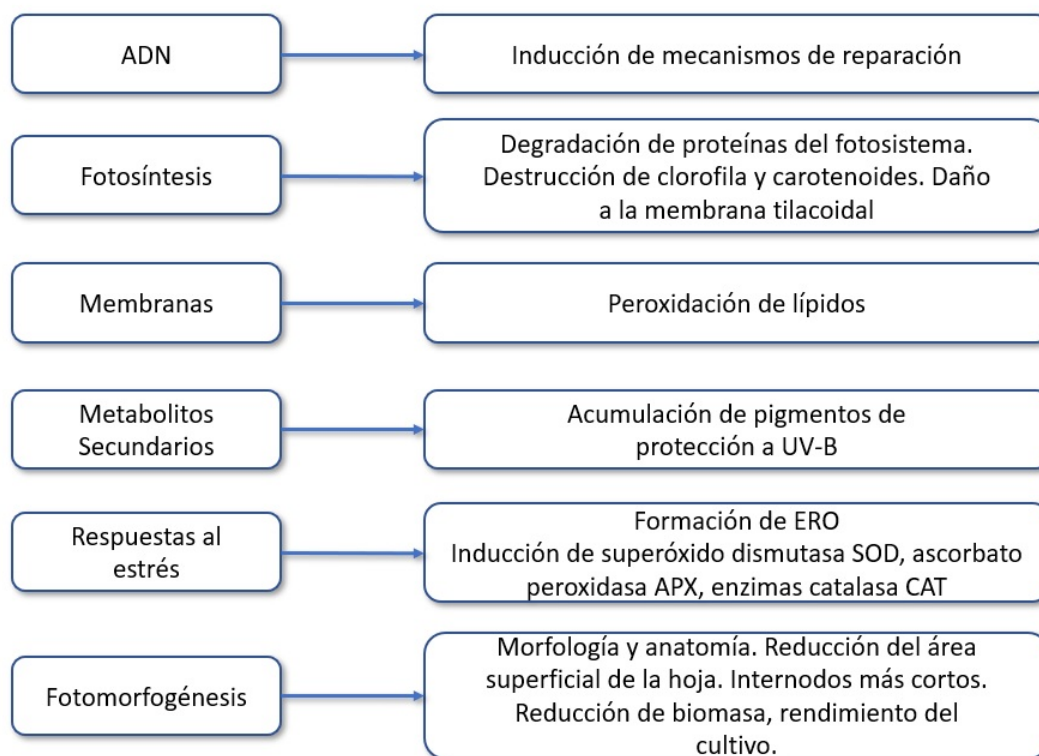 ADN
Inducción de mecanismos de reparación
Fotosíntesis
Degradación de proteínas del fotosistema.
Destrucción de clorofila y carotenoides. Daño
a la membrana tilacoidal
Membranas
Peroxidación de lípidos
Metabolitos
Secundarios
Acumulación de pigmentos de
protección a UV-B
Respuestas al
estrés
Formación de ERO
Inducción de superóxido dismutasa SOD, ascorbato
peroxidasa APX, enzimas catalasa CAT
Fotomorfogénesis
Morfología y anatomía. Reducción del área
superficial de la hoja. Internodos más cortos.
Reducción de biomasa, rendimiento del
cultivo.